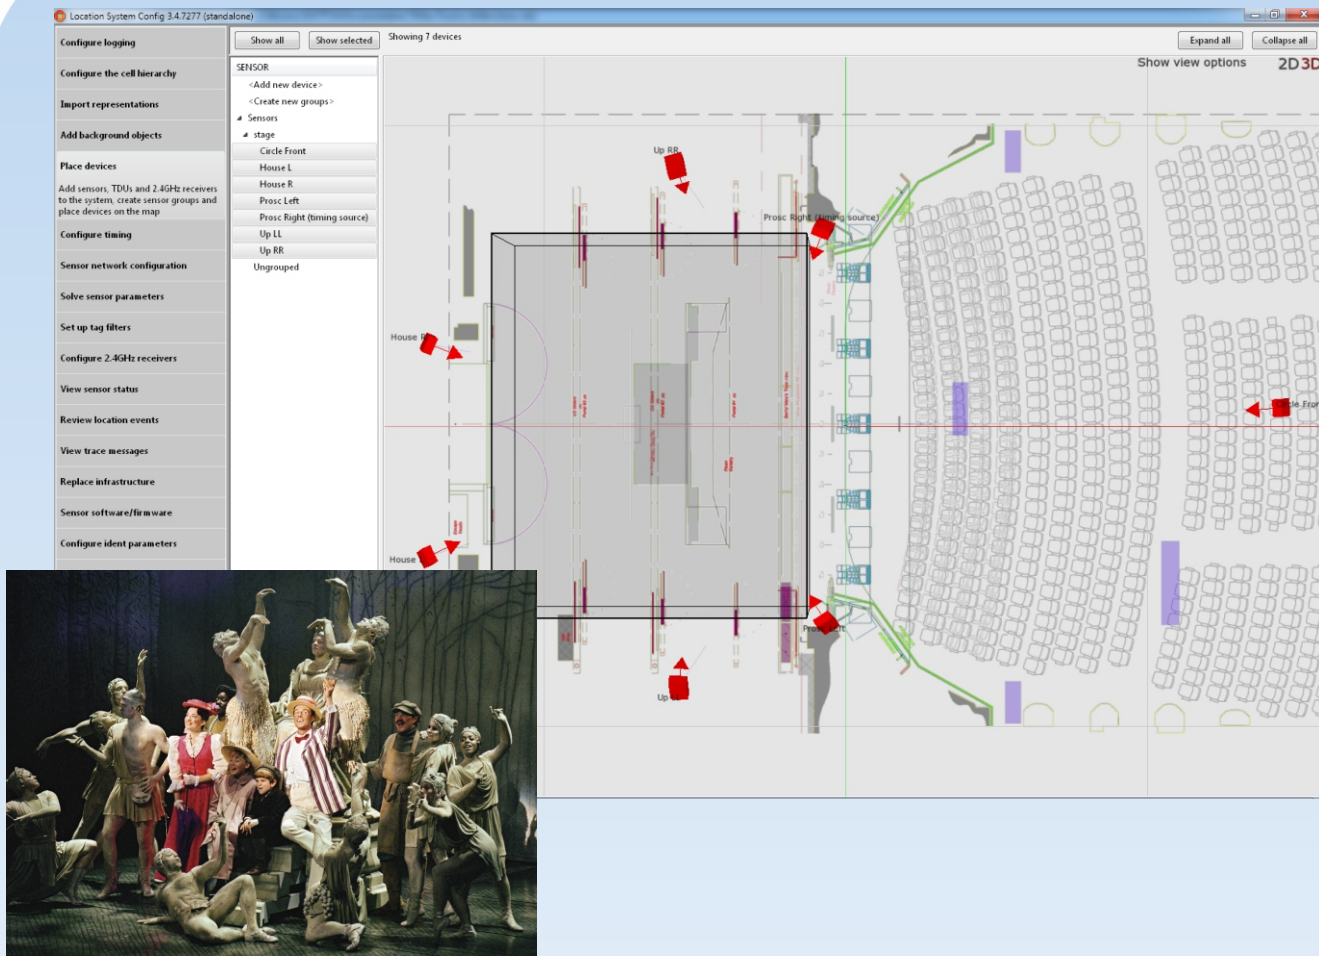 Location System Config 3.4.7277 (standalone)
Configure logging
Configure the cell hierarchy
Import representations
Add background objects
Place devices
Add sensors, TDUs and 2.4GHz receivers
to the system, create sensor groups and
place devices on the map
Configure timing
Sensor network configuration
Solve sensor parameters
Set up tag filters
Configure 2.4GHz receivers
View sensor status
Review location events
View trace messages
Replace infrastructure
Sensor software/firmware
Configure ident parameters
Show all
Show selected
Showing 7 devices
Expand all
Collapse all
SENSOR
<Add new device>
<Create new groups>
Sensors
stage
Circle Front
House L
House R
Prosc Left
Prosc Right (timing source)
Up LL
Up RR
Ungrouped
Show view options
2D 3D
Up RR
Prosc Right (timing source)
House R
Circle Fron
House
Prosc Left
Up LL